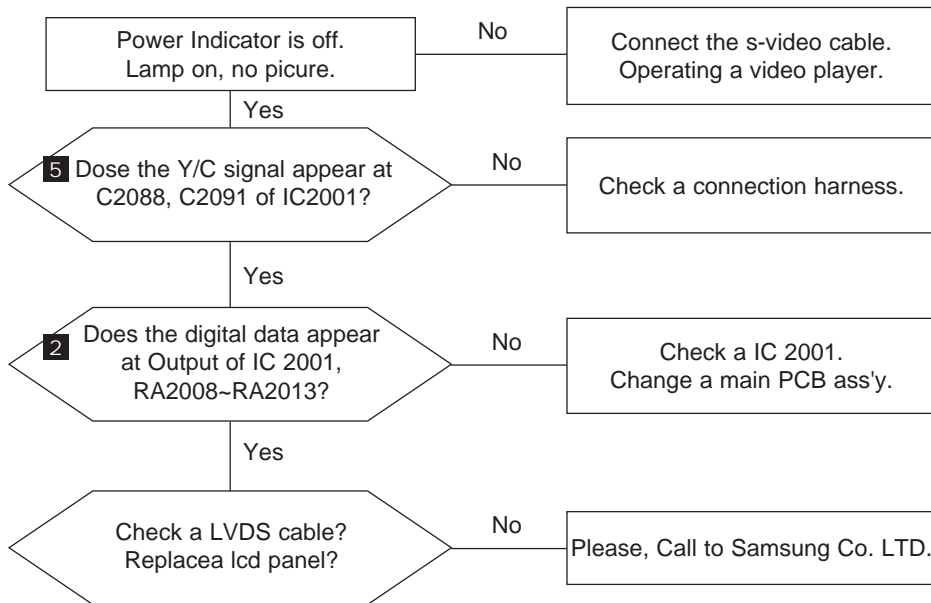 Power Indicator is off.
Lamp on, no picure.
No
Connect the s-video cable.
Operating a video player.
Yes
5 Dose the Y/C signal appear at
C2088, C2091 of IC2001?
No
Check a connection harness.
Yes
2 Does the digital data appear
at Output of IC 2001,
RA2008~RA2013?
No
Check a IC 2001.
Change a main PCB ass'y.
Yes
Check a LVDS cable?
Replacea lcd panel?
No
Please, Call to Samsung Co. LTD.